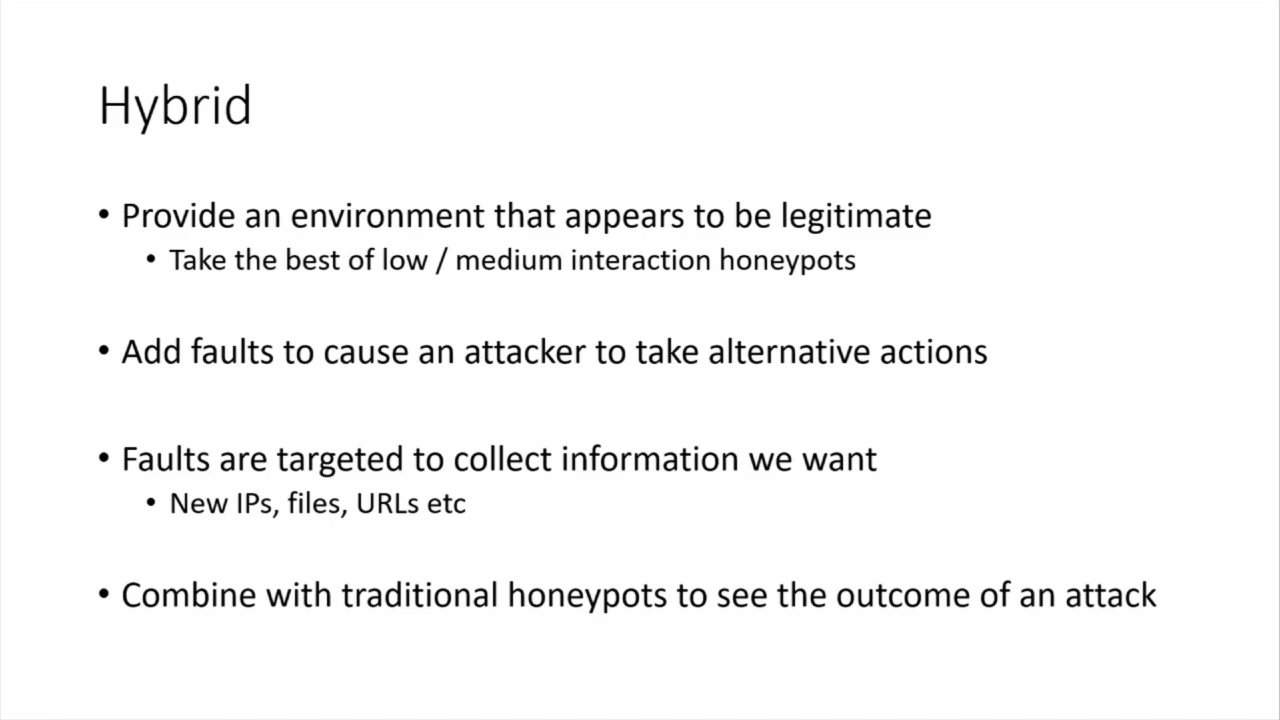 Hybrid
• Provide an environment that appears to be legitimate
• Take the best of low / medium interaction honeypots
• Add faults to cause an attacker to take alternative actions
• Faults are targeted to collect information we want
• New IPs, files, URLs etc
• Combine with traditional honeypots to see the outcome of an attack